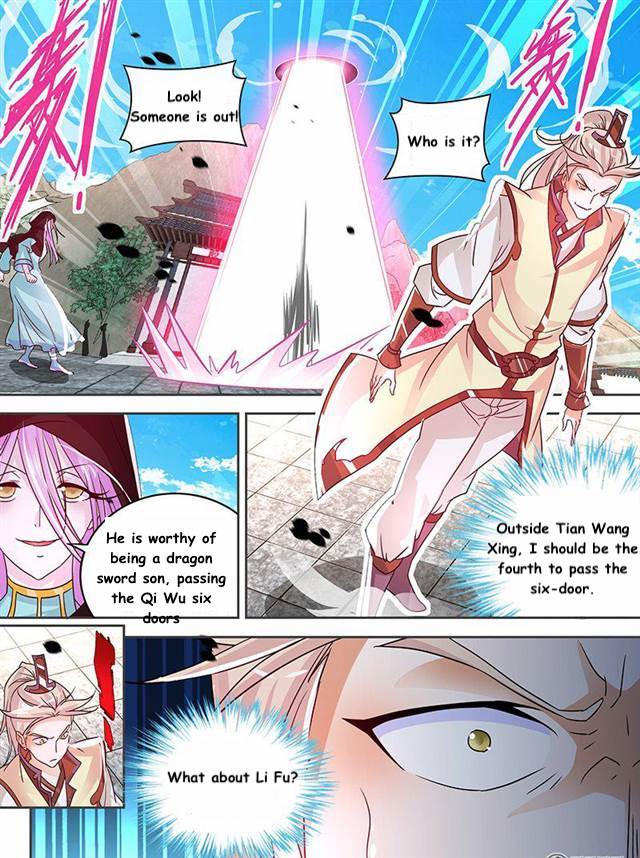 Look!
Someone is out!
Who is it?
He is worthy of
being a dragon
sword son, passing
the Qi Wu six
doors
Outside Tian Wang
Xing, I should be the
fourth to pass the
six-door.
What about Li Fu?